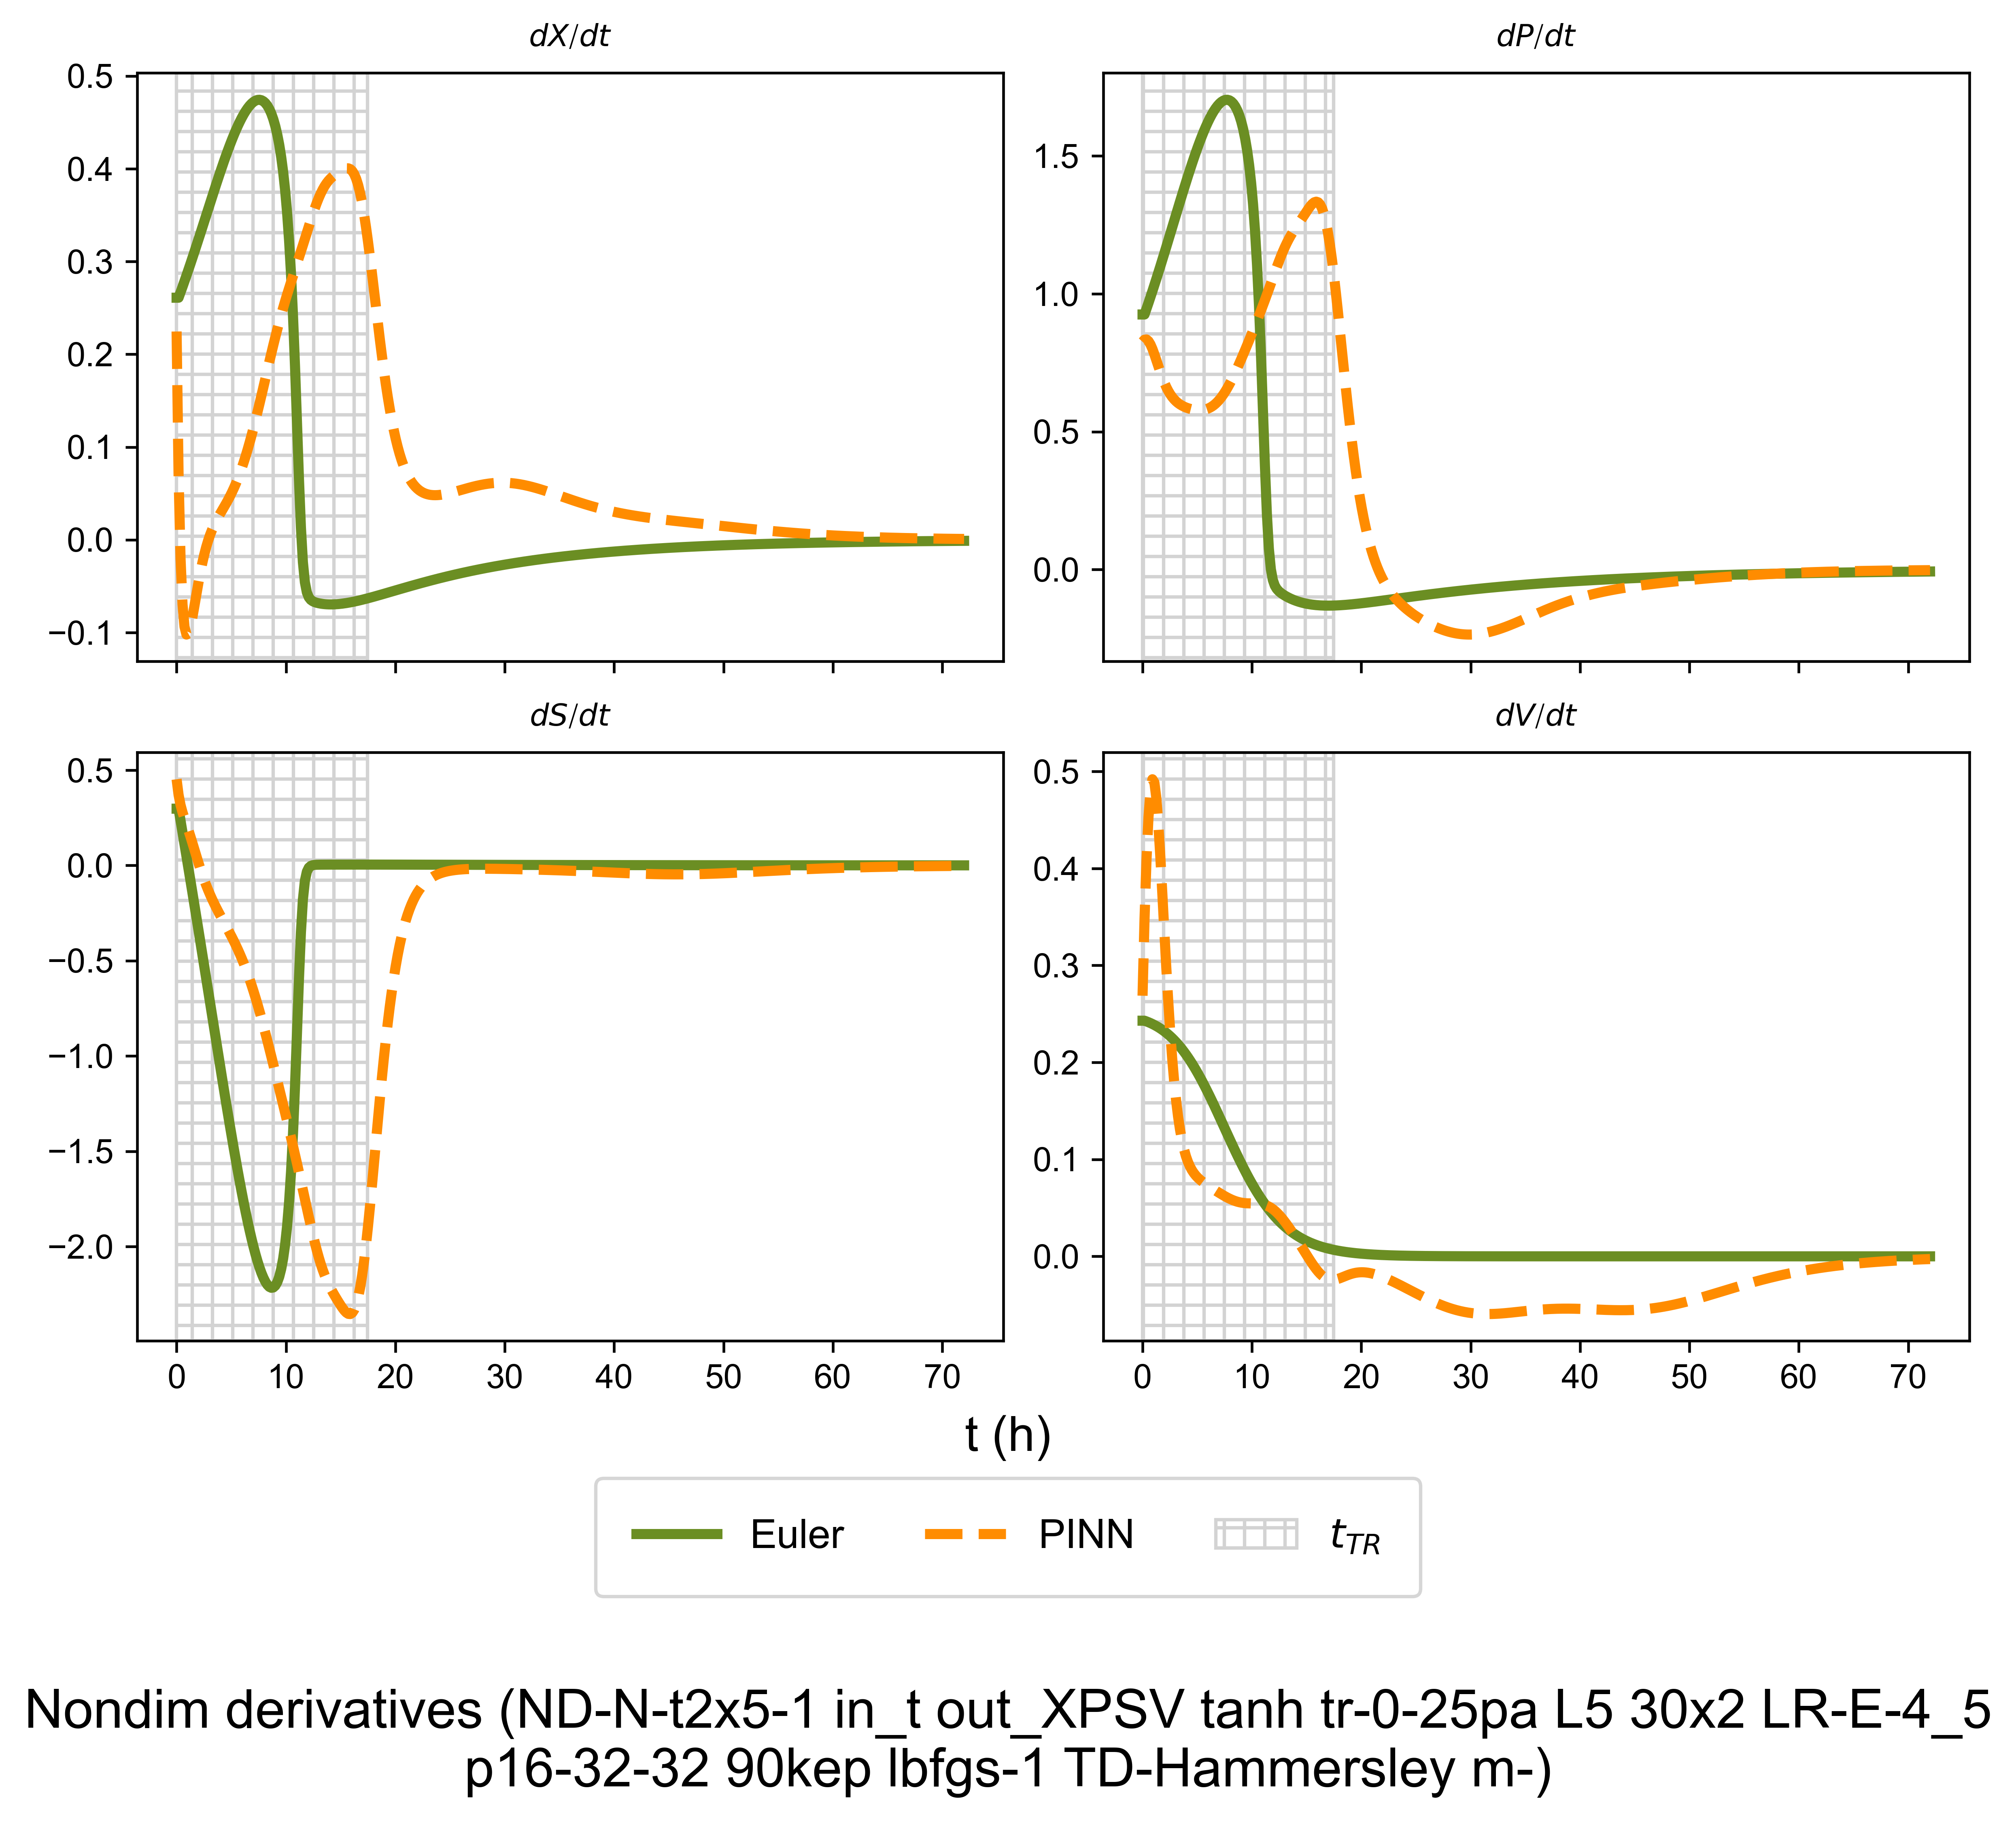 dX/dt
dP/dt
0.5
0.4
0.3
0.2
0.1
0.0
−0.1
1.5
1.0
0.5
0.0
dS/dt
dV/dt
0.5
0.0
−0.5
−1.0
−1.5
−2.0
0 10 20 30 40 50 60 70
0.5
0.4
0.3
0.2
0.1
0.0
0 10 20 30 40 50 60 70
t (h)
Euler PINN t_TR
Nondim derivatives (ND-N-t2x5-1 in_t out_XPSV tanh tr-0-25pa L5 30x2 LR-E-4_5
p16-32-32 90kep lbfgs-1 TD-Hammersley m-)